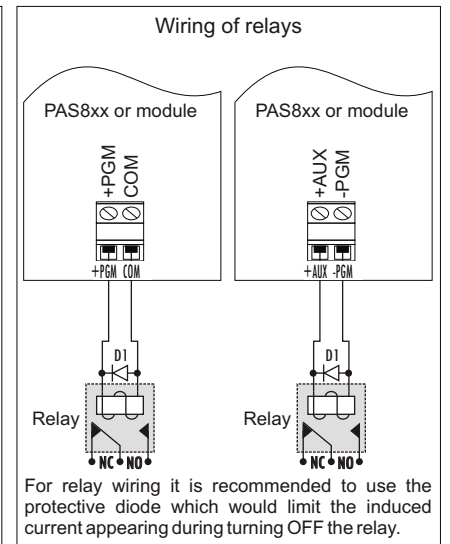 Wiring of relays
PAS8xx or module
PAS8xx or module
+PGM
COM
+AUX
-PGM
+PGM COM
+AUX -PGM
D1
D1
Relay
Relay
NC NO
NC NO
For relay wiring it is recommended to use the
protective diode which would limit the induced
current appearing during turning OFF the relay.